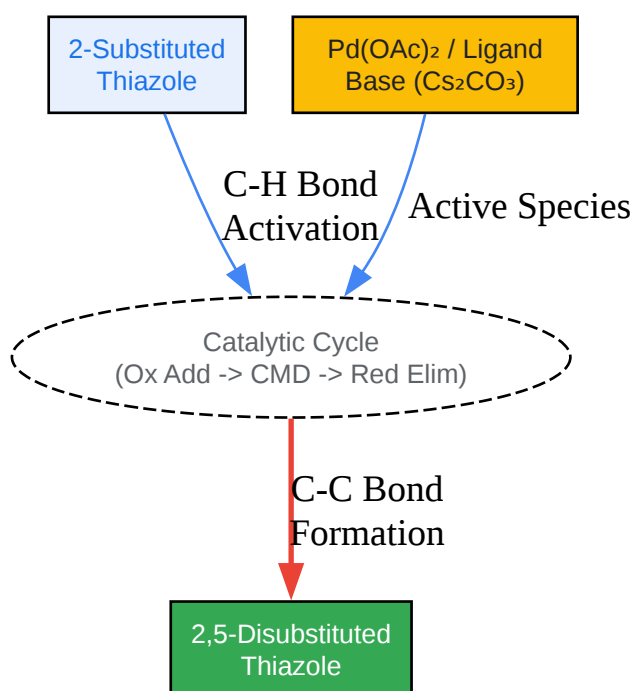 2-Substituted
Thiazole
Pd(OAc)₂ / Ligand
Base (Cs₂CO₃)
C-H Bond
Activation
Active Species
Catalytic Cycle
(Ox Add -> CMD -> Red Elim)
C-C Bond
Formation
2,5-Disubstituted
Thiazole